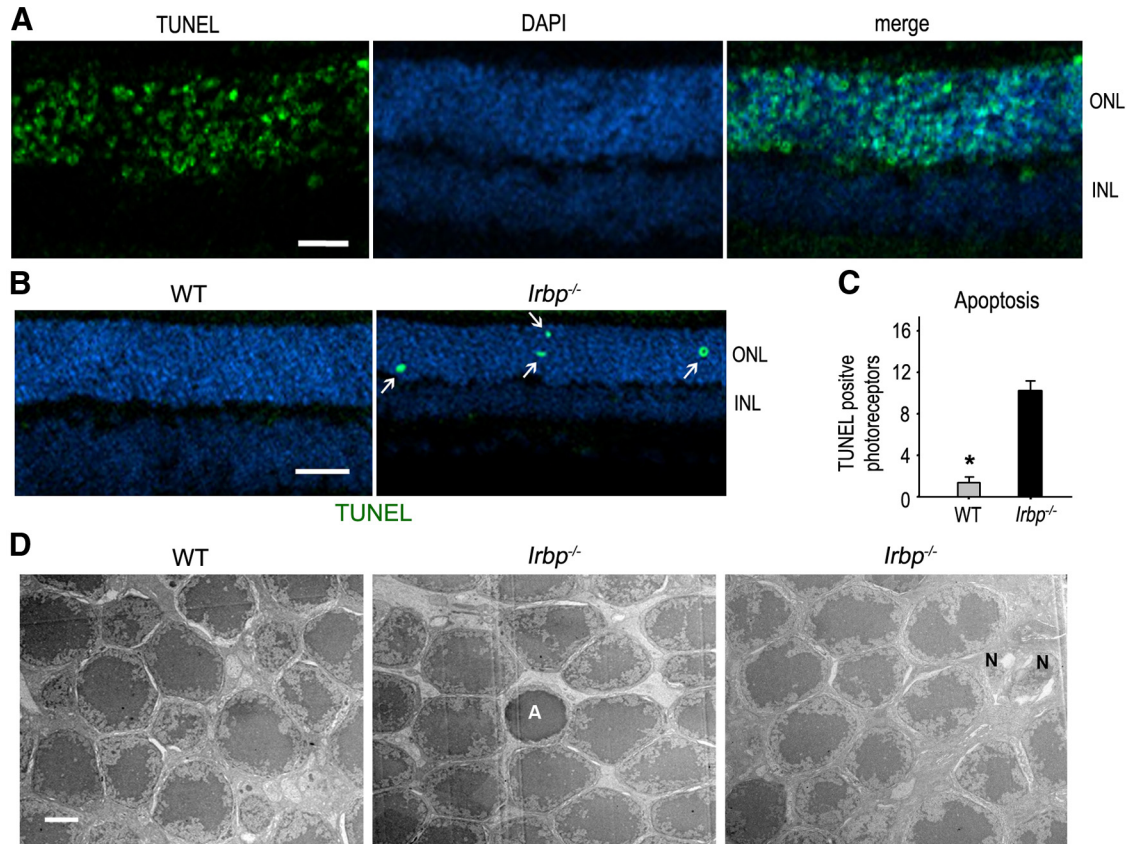 A
TUNEL DAPI merge
ONL
INL
B
WT Irbp-/-
ONL
INL
TUNEL
C
Apoptosis
TUNEL positve
photoreceptors
16
12
8
4
0
*
WT Irbp-/-
D
WT Irbp-/- Irbp-/-
A
N N